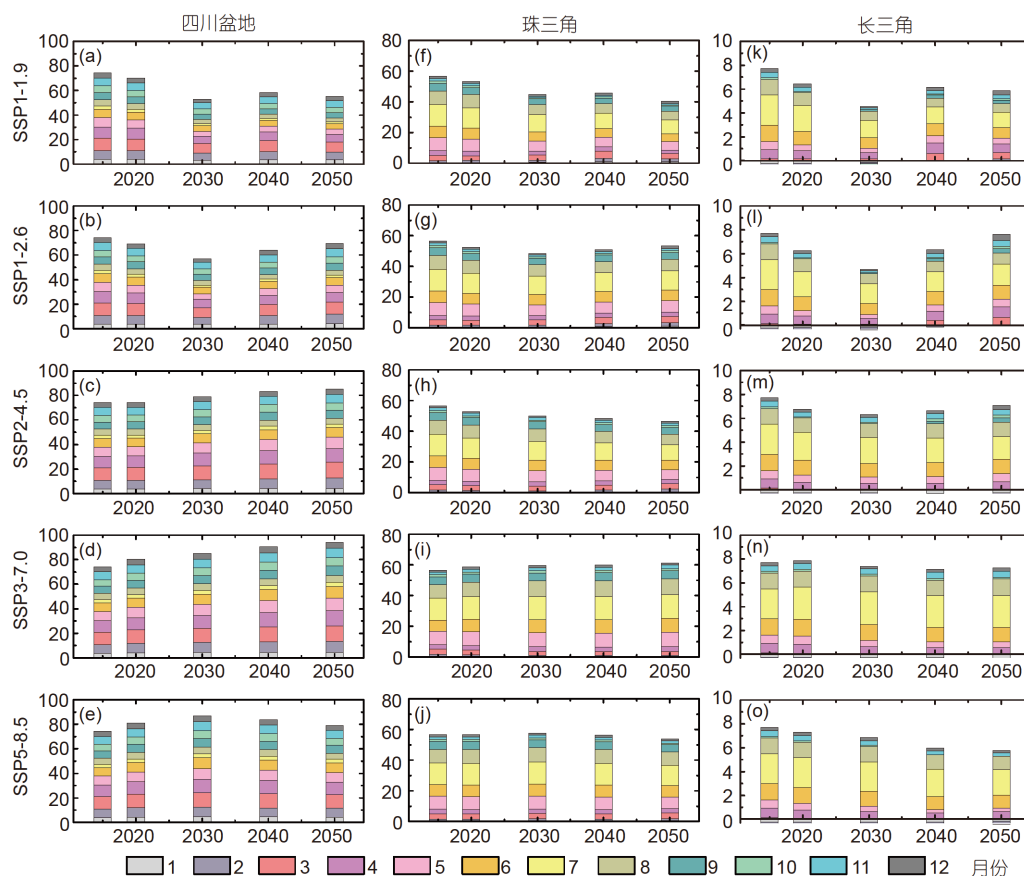 四川盆地 珠三角 长三角
SSP1-1.9
(a) 100 80 60 40 20 0 2020 2030 2040 2050
(f) 80 60 40 20 0 2020 2030 2040 2050
(k) 10 8 6 4 2 0 2020 2030 2040 2050
SSP1-2.6
(b) 100 80 60 40 20 0 2020 2030 2040 2050
(g) 80 60 40 20 0 2020 2030 2040 2050
(l) 10 8 6 4 2 0 2020 2030 2040 2050
SSP2-4.5
(c) 100 80 60 40 20 0 2020 2030 2040 2050
(h) 80 60 40 20 0 2020 2030 2040 2050
(m) 10 8 6 4 2 2020 2030 2040 2050
SSP3-7.0
(d) 100 80 60 40 20 0 2020 2030 2040 2050
(i) 80 60 40 20 0 2020 2030 2040 2050
(n) 10 8 6 4 2 0 2020 2030 2040 2050
SSP5-8.5
(e) 100 80 60 40 20 0 2020 2030 2040 2050
(j) 80 60 40 20 0 2020 2030 2040 2050
(o) 10 8 6 4 2 0 2020 2030 2040 2050
1 2 3 4 5 6 7 8 9 10 11 12 月份